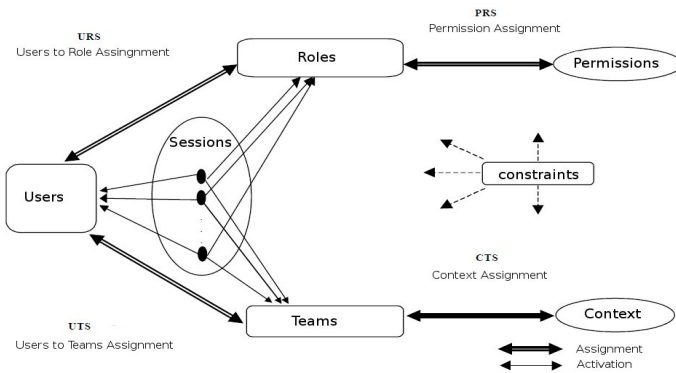 PRS
URS
Permission Assignment
Users to Role Assingnment
Roles
Permissions
Sessions
constraints
Users
CTS
Context Assignment
Teams
Context
UTS
Users to Teams Assignment
Assignment
Activation